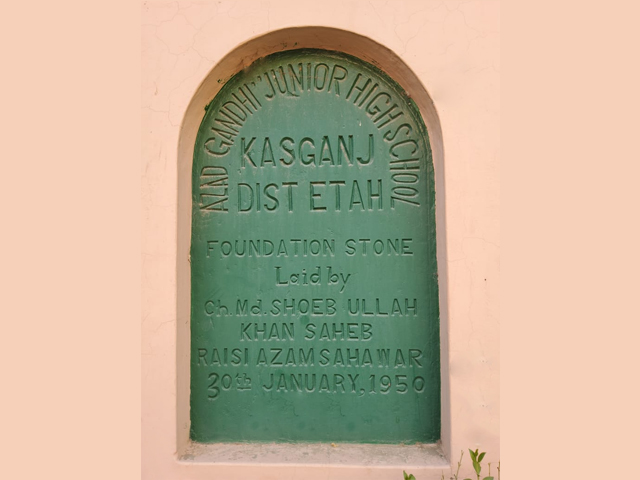 "AZAD GANDHI" JUNIOR HIGH SCHOOL
KASGANJ
DIST ETAH
FOUNDATION STONE
Laid by
Ch. Md. SHOEB ULLAH
KHAN SAHEB
RAISI AZAM SAHAWAR
30th JANUARY, 1950